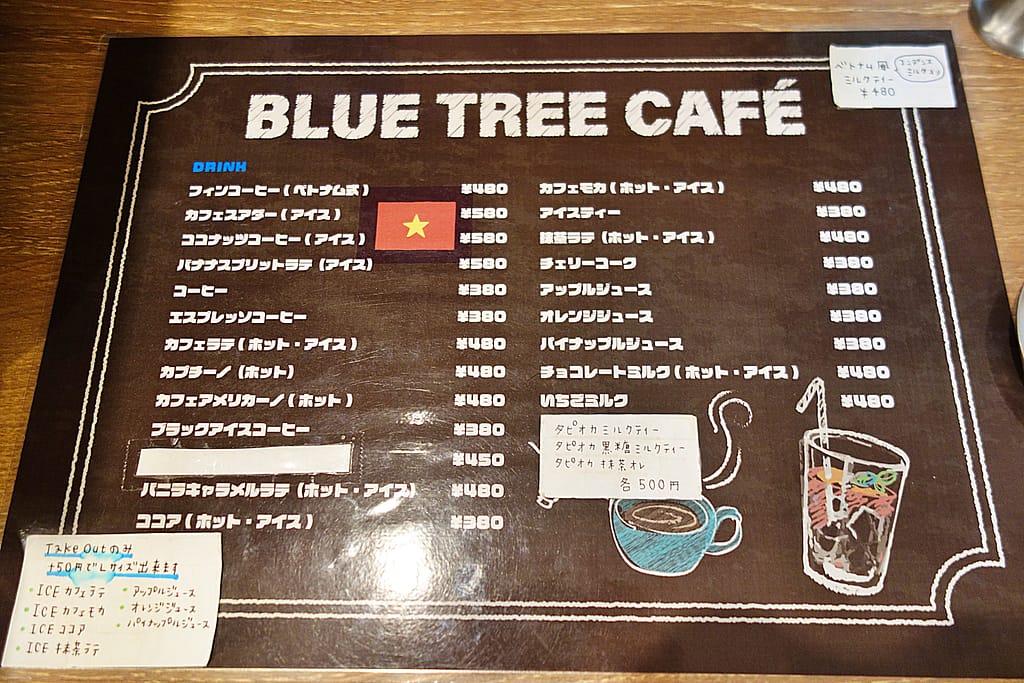 BLUE TREE CAFÉ
ベトナム風
ミルクティー
¥480
コンデンス
ミルク入り
DRINK
フィンコーヒー(ベトナム式) ¥480
カフェスアダー(アイス) ¥580
ココナッツコーヒー(アイス) ¥580
バナナスプリットラテ (アイス) ¥580
コーヒー ¥380
エスプレッソコーヒー ¥380
カフェラテ(ホット・アイス) ¥480
カプチーノ (ホット) ¥480
カフェアメリカーノ(ホット) ¥480
ブラックアイスコーヒー ¥380
¥450
バニラキャラメルラテ(ホット・アイス) ¥480
ココア(ホット・アイス) ¥380
カフェモカ(ホット・アイス) ¥480
アイスティー ¥380
抹茶ラテ (ホット・アイス) ¥480
チェリーコーク ¥380
アップルジュース ¥380
オレンジジュース ¥380
パイナップルジュース ¥380
チョコレートミルク(ホット・アイス) ¥480
いちごミルク ¥480
タピオカ ミルクティー
タピオカ 黒糖ミルクティー
タピオカ 抹茶オレ
各500円
Take Outのみ
+50円でLサイズ出来ます
・ICE カフェラテ
・ICE カフェモカ
・ICE ココア
・ICE 抹茶ラテ
・アップルジュース
・オレンジジュース
・パイナップルジュース